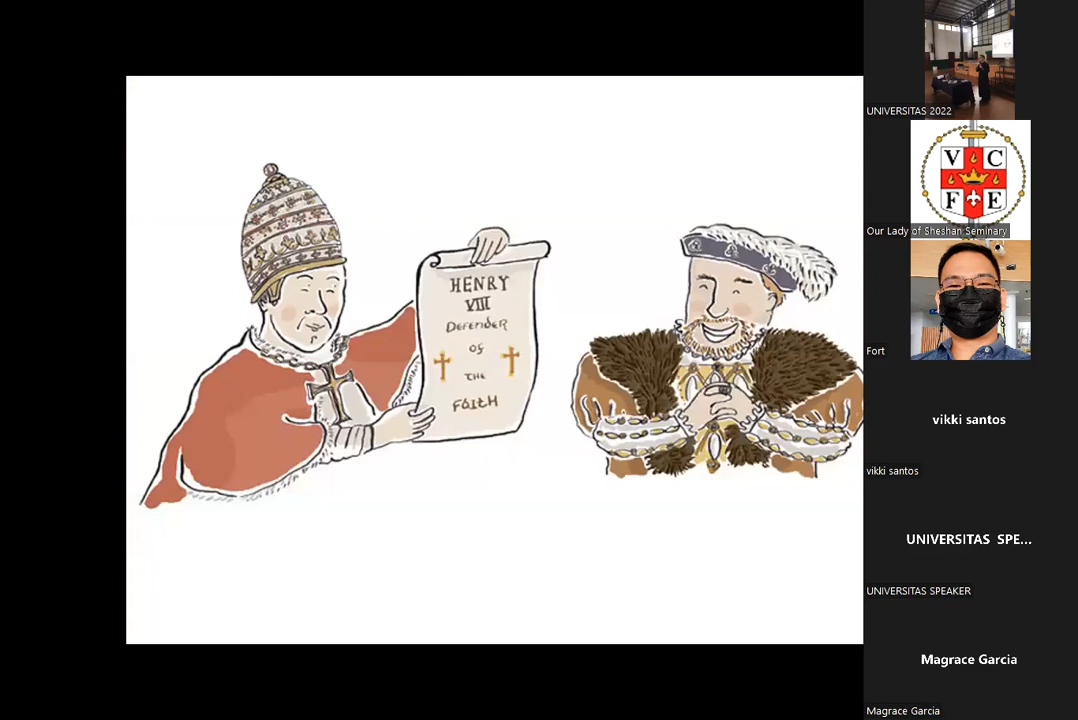 HENRY
VIII
DEFENDER
OF
THE
FAITH
UNIVERSITAS 2022
V C
F E
Our Lady of Sheshan Seminary
Fort
vikki santos
vikki santos
UNIVERSITAS SPE...
UNIVERSITAS SPEAKER
Magrace Garcia
Magrace Garcia